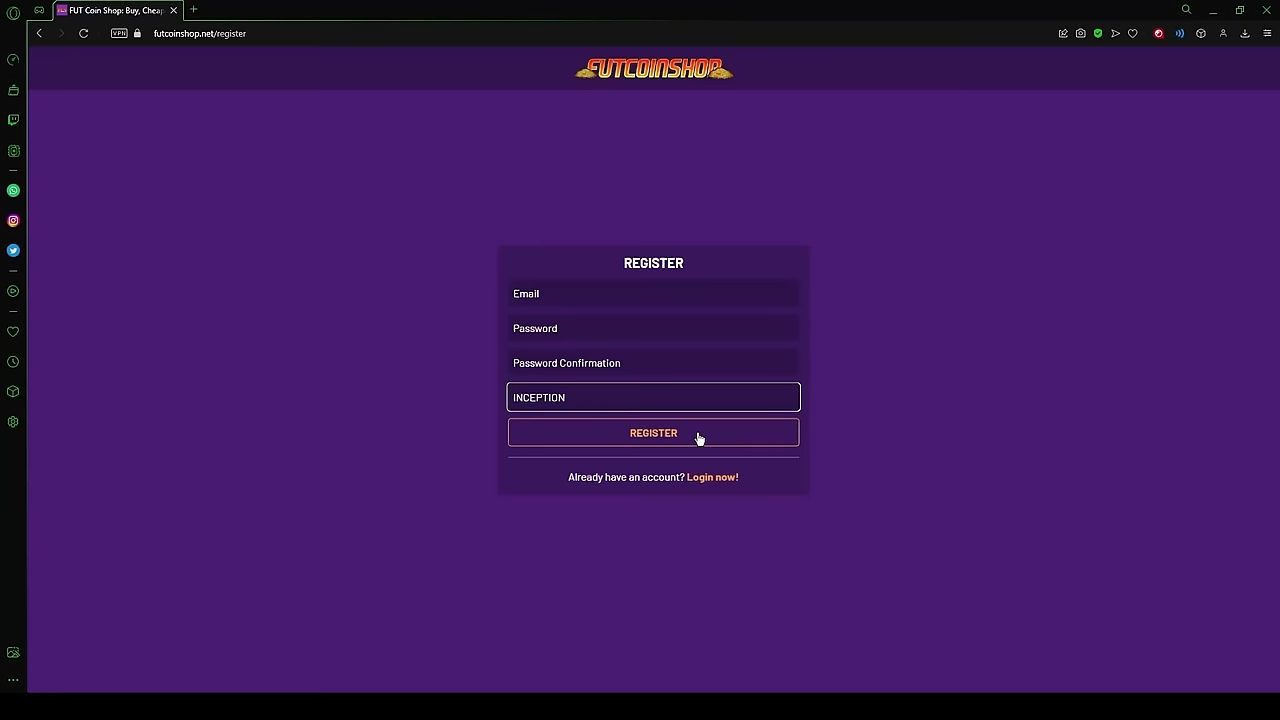 FUT Coin Shop: Buy, Cheap
VPN
futcoinshop.net/register
FUTCOINSHOP
REGISTER
Email
Password
Password Confirmation
INCEPTION
REGISTER
Already have an account? Login now!